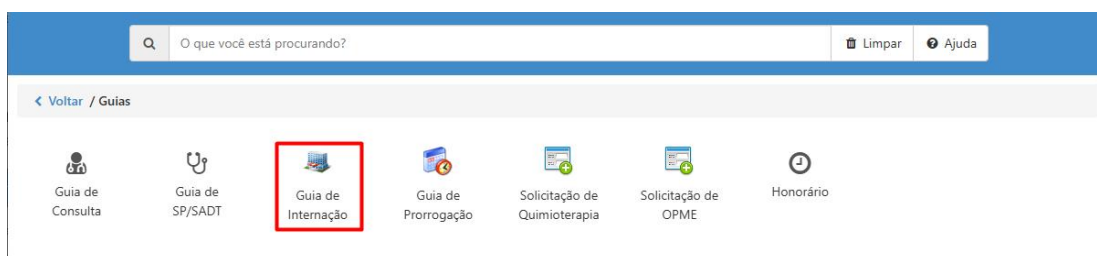 O que você está procurando?
Limpar
Ajuda
Voltar / Guias
Guia de
Consulta
Guia de
SP/SADT
Guia de
Internação
Guia de
Prorrogação
Solicitação de
Quimioterapia
Solicitação de
OPME
Honorário